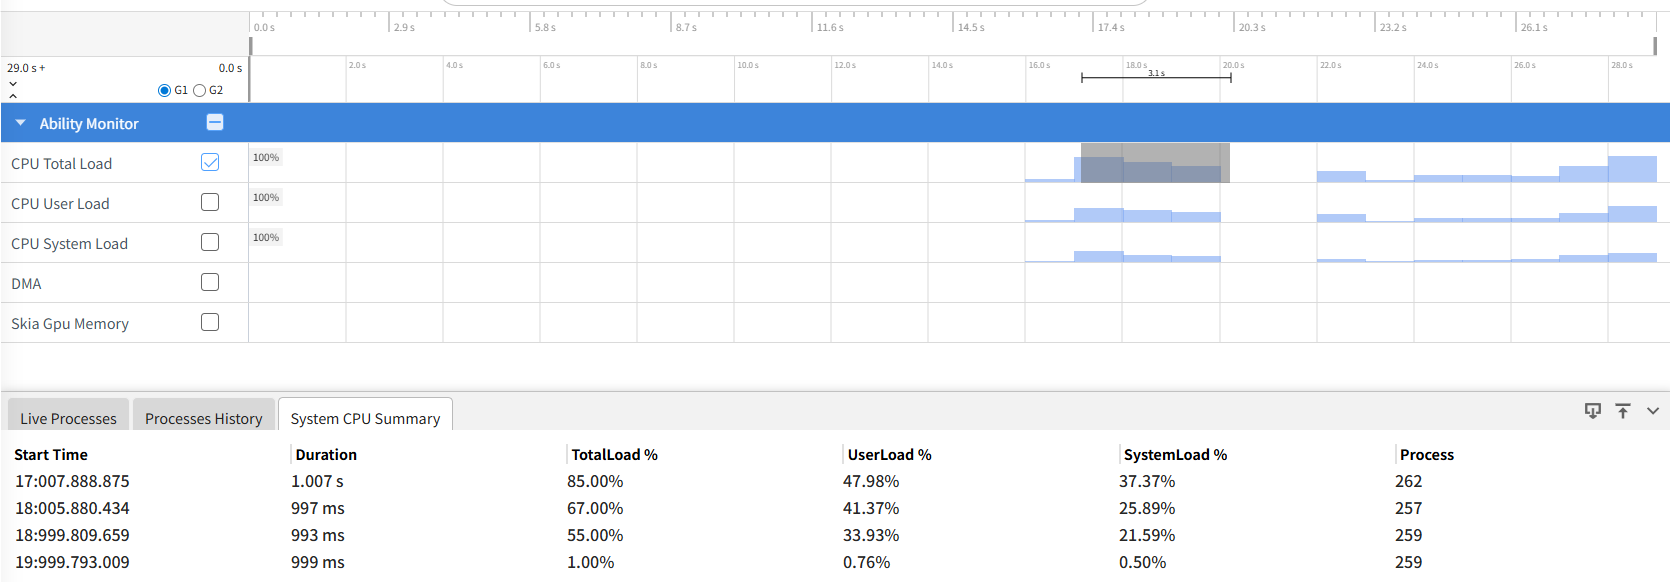 0.0 s 2.9 s 5.8 s 8.7 s 11.6 s 14.5 s 17.4 s 20.3 s 23.2 s 26.1 s
29.0 s + 0.0 s 2.0 s 4.0 s 6.0 s 8.0 s 10.0 s 12.0 s 14.0 s 16.0 s 18.0 s 20.0 s 22.0 s 24.0 s 26.0 s 28.0 s
3.1 s
G1 G2
Ability Monitor
CPU Total Load 100%
CPU User Load 100%
CPU System Load 100%
DMA
Skia Gpu Memory
Live Processes Processes History System CPU Summary
Start Time Duration TotalLoad % UserLoad % SystemLoad % Process
17:007.888.875 1.007 s 85.00% 47.98% 37.37% 262
18:005.880.434 997 ms 67.00% 41.37% 25.89% 257
18:999.809.659 993 ms 55.00% 33.93% 21.59% 259
19:999.793.009 999 ms 1.00% 0.76% 0.50% 259